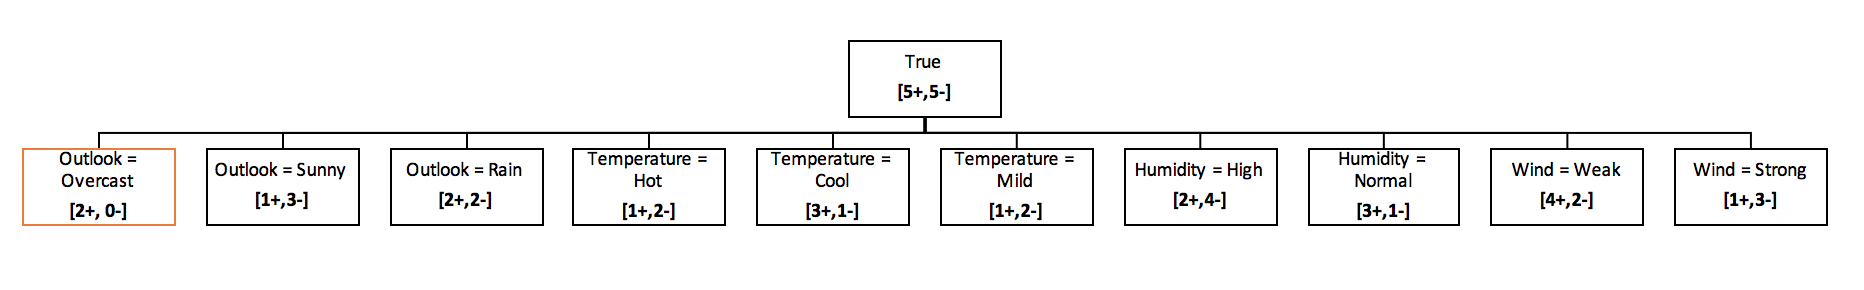 True
[5+,5-]
Outlook =
Overcast
[2+, 0-]
Outlook = Sunny
[1+,3-]
Outlook = Rain
[2+,2-]
Temperature =
Hot
[1+,2-]
Temperature =
Cool
[3+,1-]
Temperature =
Mild
[1+,2-]
Humidity = High
[2+,4-]
Humidity =
Normal
[3+,1-]
Wind = Weak
[4+,2-]
Wind = Strong
[1+,3-]